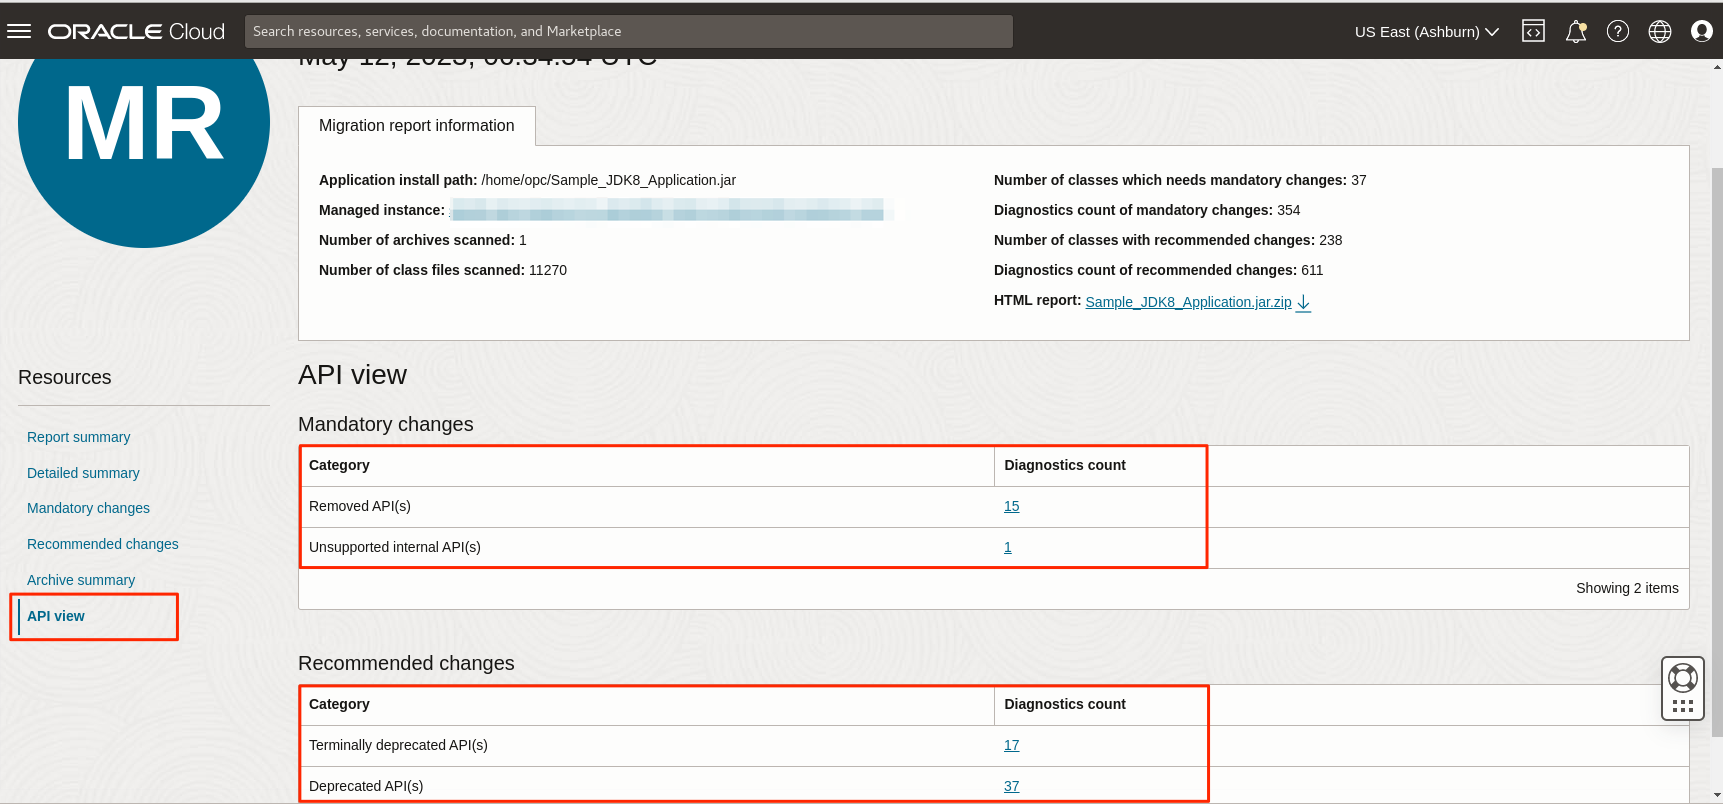 ORACLE Cloud
Search resources, services, documentation, and Marketplace
US East (Ashburn)
MR
Migration report information
Application install path: /home/opc/Sample_JDK8_Application.jar
Managed instance:
Number of archives scanned: 1
Number of class files scanned: 11270
Number of classes which needs mandatory changes: 37
Diagnostics count of mandatory changes: 354
Number of classes with recommended changes: 238
Diagnostics count of recommended changes: 611
HTML report: Sample_JDK8_Application.jar.zip
Resources
Report summary
Detailed summary
Mandatory changes
Recommended changes
Archive summary
API view
API view
Mandatory changes
Category Diagnostics count
Removed API(s) 15
Unsupported internal API(s) 1
Showing 2 items
Recommended changes
Category Diagnostics count
Terminally deprecated API(s) 17
Deprecated API(s) 37